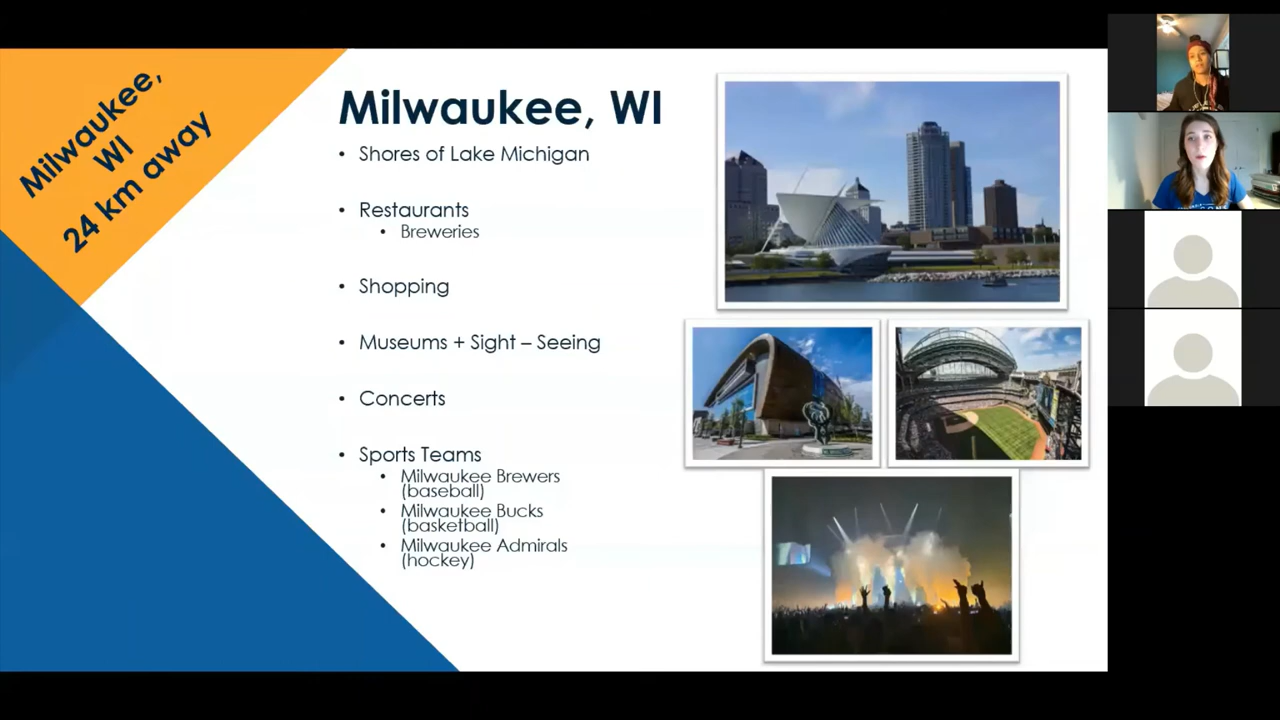 Milwaukee,
WI
24 km away
Milwaukee, WI
• Shores of Lake Michigan
• Restaurants
• Breweries
• Shopping
• Museums + Sight – Seeing
• Concerts
• Sports Teams
• Milwaukee Brewers
(baseball)
• Milwaukee Bucks
(basketball)
• Milwaukee Admirals
(hockey)